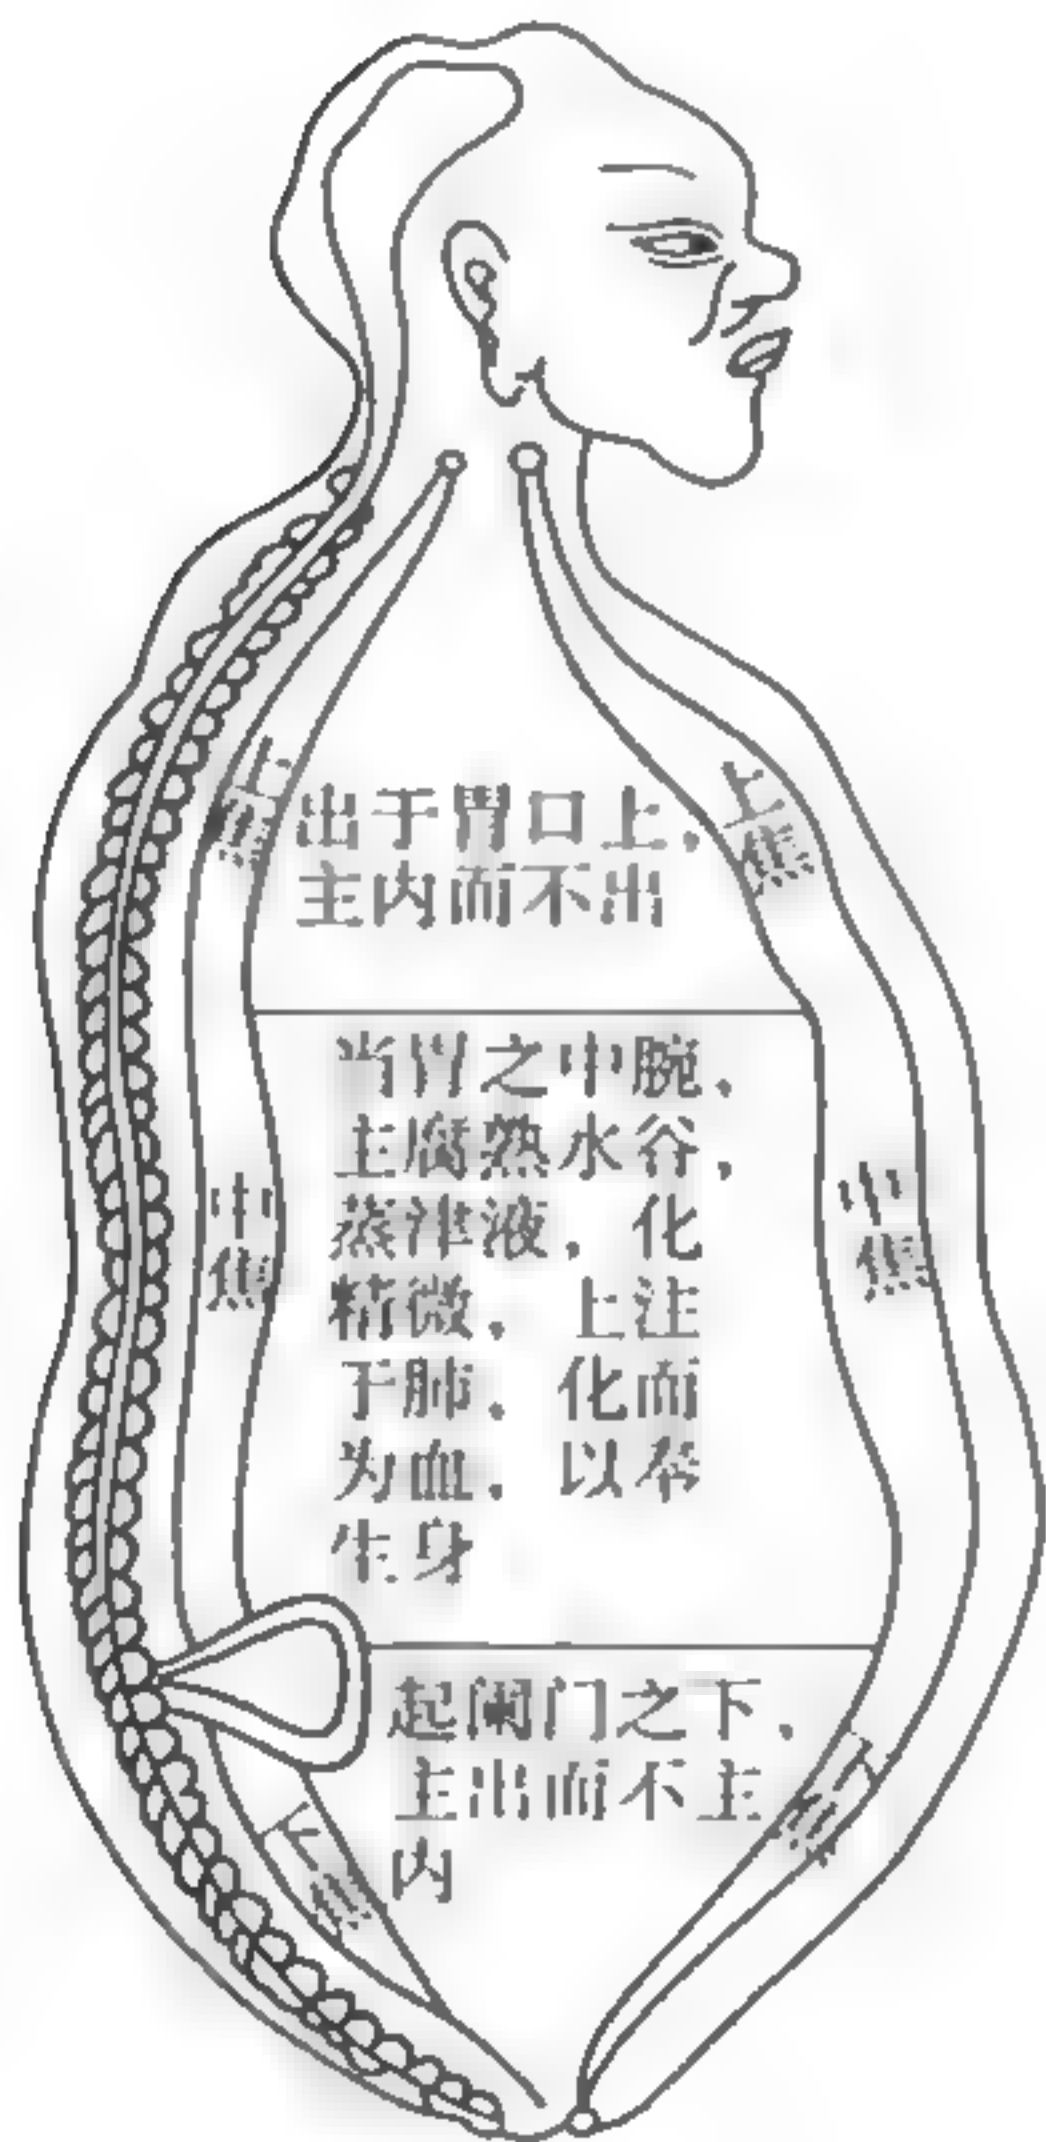 上焦
出于胃口上，
主内而不出
上焦
当胃之中腕，
主腐熟水谷，
蒸津液，化
精微，上注
于肺，化而
为血，以奉
生身
中焦
中焦
起阑门之下，
主出而不主
内
下焦
下焦